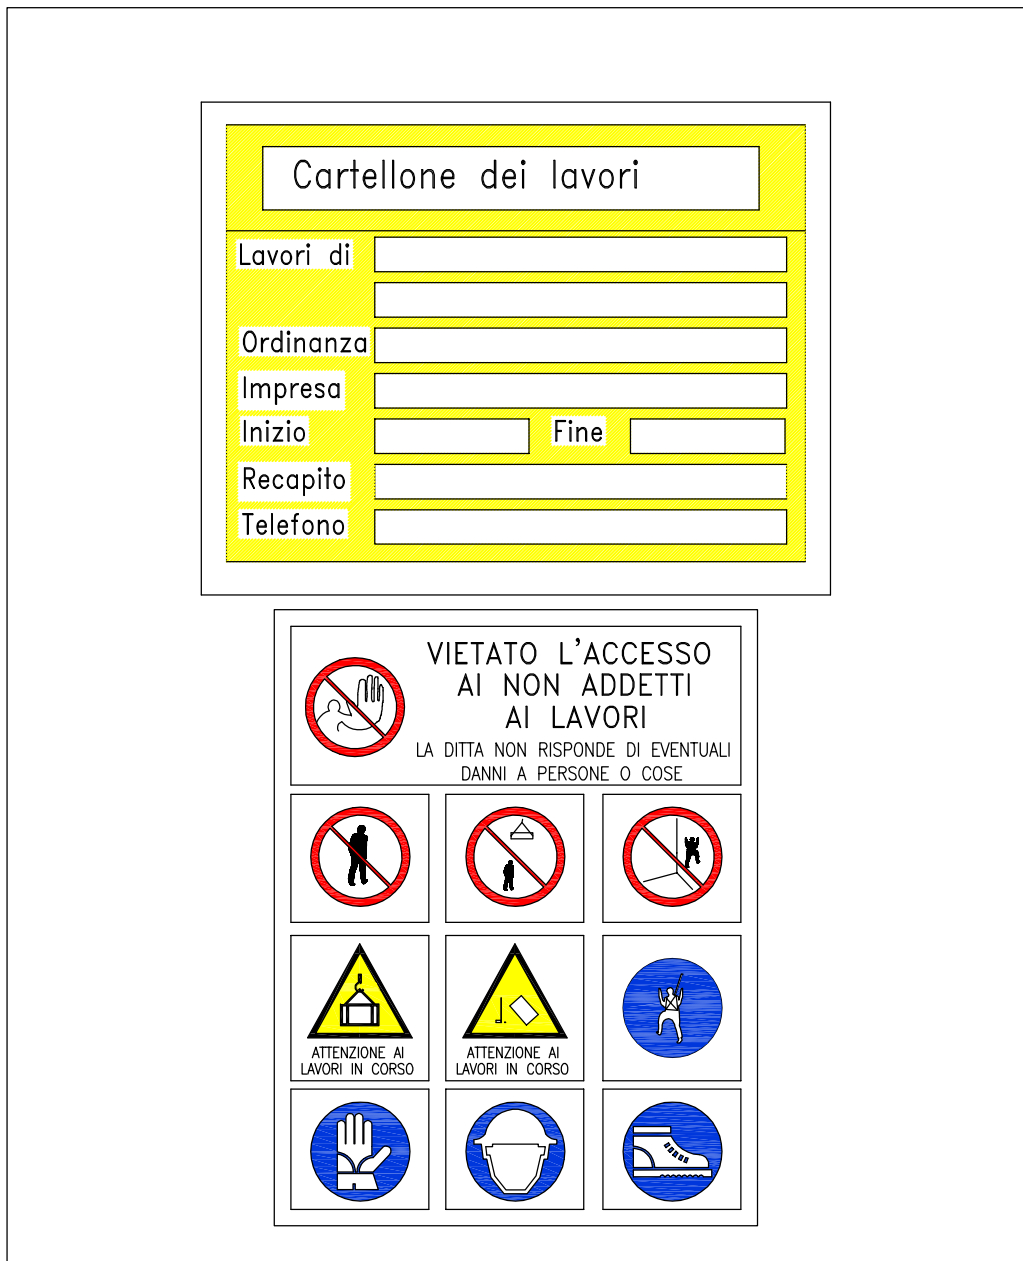 Cartellone dei lavori
Lavori di
Ordinanza
Impresa
Inizio Fine
Recapito
Telefono
VIETATO L'ACCESSO
AI NON ADDETTI
AI LAVORI
LA DITTA NON RISPONDE DI EVENTUALI
DANNI A PERSONE O COSE
ATTENZIONE AI
LAVORI IN CORSO
ATTENZIONE AI
LAVORI IN CORSO